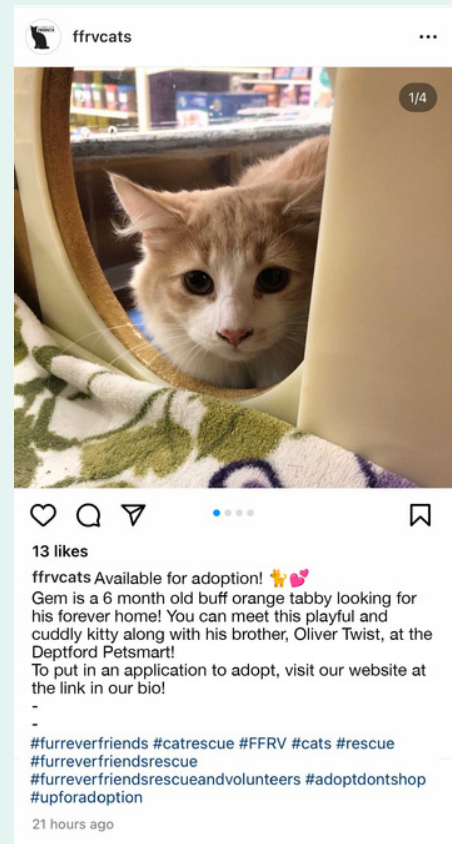 ffrvcats
1/4
13 likes
ffrvcats Available for adoption! 🐈💕
Gem is a 6 month old buff orange tabby looking for
his forever home! You can meet this playful and
cuddly kitty along with his brother, Oliver Twist, at the
Deptford Petsmart!
To put in an application to adopt, visit our website at
the link in our bio!
-
-
#furreverfriends #catrescue #FFRV #cats #rescue
#furreverfriendsrescue
#furreverfriendsrescueandvolunteers #adoptdontshop
#upforadoption
21 hours ago